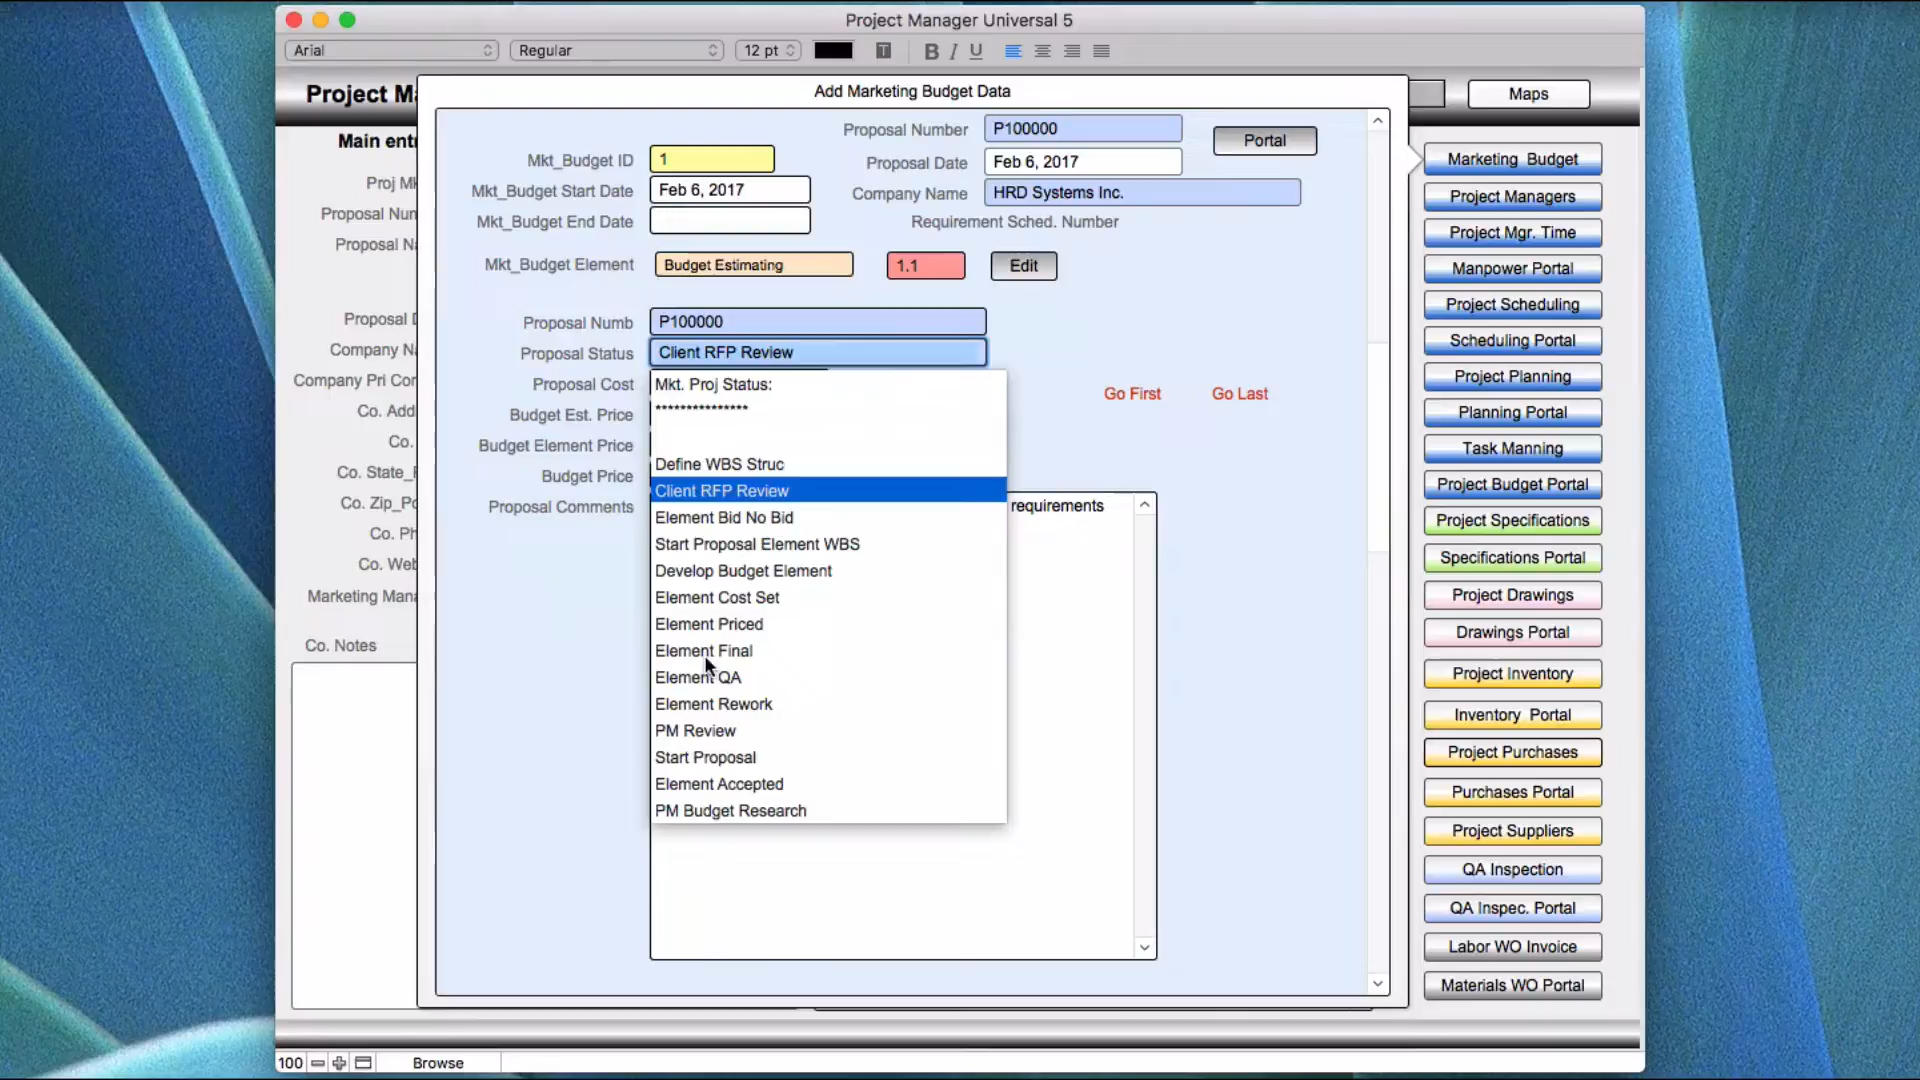 Project Manager Universal 5
Arial
Regular
12 pt
T
B I U
Project Ma
Maps
Add Marketing Budget Data
Main entr
Proj Mk
Proposal Num
Proposal Na
Proposal D
Company Na
Company Pri Con
Co. Add
Co.
Co. State_
Co. Zip_Po
Co. Ph
Co. Web
Marketing Mana
Co. Notes
Proposal Number
P100000
Portal
Mkt_Budget ID
1
Proposal Date
Feb 6, 2017
Mkt_Budget Start Date
Feb 6, 2017
Company Name
HRD Systems Inc.
Mkt_Budget End Date
Requirement Sched. Number
Mkt_Budget Element
Budget Estimating
1.1
Edit
Proposal Numb
P100000
Proposal Status
Client RFP Review
Proposal Cost
Budget Est. Price
Budget Element Price
Budget Price
Proposal Comments
Go First
Go Last
Mkt. Proj Status:
***************
Define WBS Struc
Client RFP Review
Element Bid No Bid
Start Proposal Element WBS
Develop Budget Element
Element Cost Set
Element Priced
Element Final
Element QA
Element Rework
PM Review
Start Proposal
Element Accepted
PM Budget Research
requirements
Marketing Budget
Project Managers
Project Mgr. Time
Manpower Portal
Project Scheduling
Scheduling Portal
Project Planning
Planning Portal
Task Manning
Project Budget Portal
Project Specifications
Specifications Portal
Project Drawings
Drawings Portal
Project Inventory
Inventory Portal
Project Purchases
Purchases Portal
Project Suppliers
QA Inspection
QA Inspec. Portal
Labor WO Invoice
Materials WO Portal
100
Browse